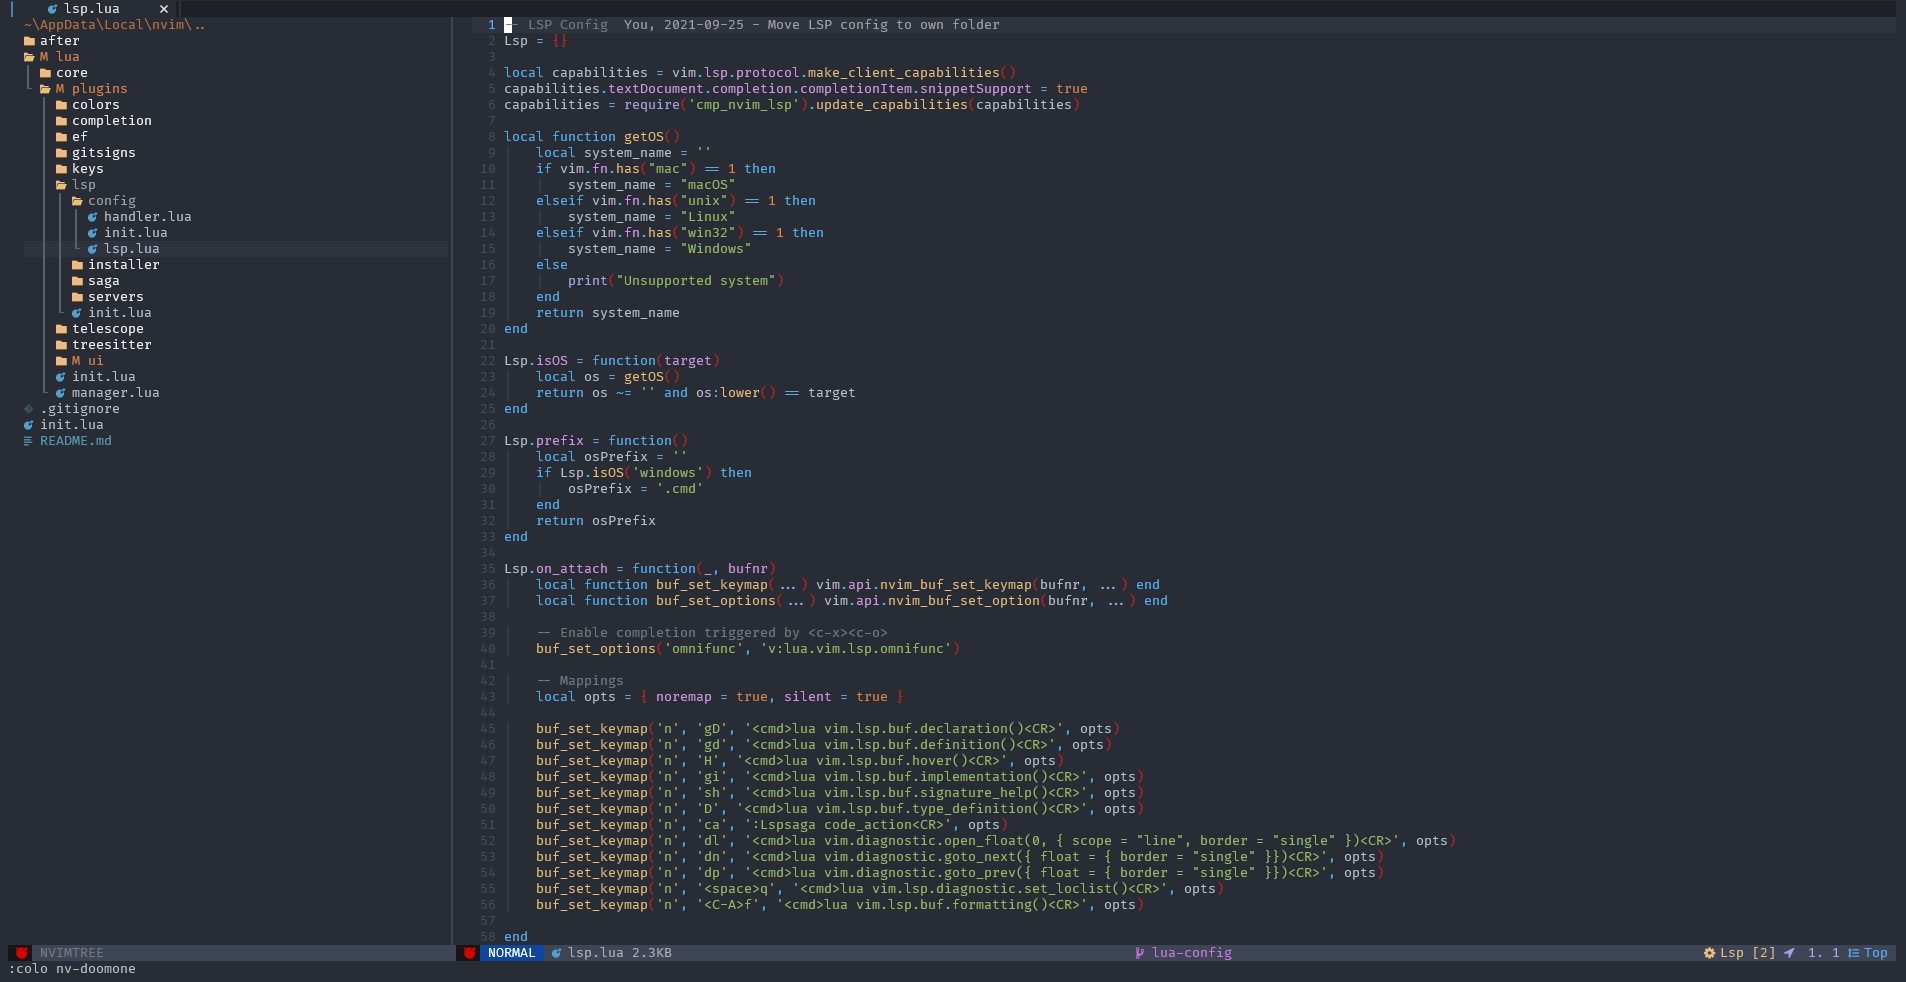 lsp.lua ×
~\AppData\Local\nvim\..
after
M lua
core
M plugins
colors
completion
ef
gitsigns
keys
lsp
config
handler.lua
init.lua
lsp.lua
installer
saga
servers
init.lua
telescope
treesitter
M ui
init.lua
manager.lua
.gitignore
init.lua
README.md
NVIMTREE
1 -- LSP Config  You, 2021-09-25 - Move LSP config to own folder
2 Lsp = {}
3
4 local capabilities = vim.lsp.protocol.make_client_capabilities()
5 capabilities.textDocument.completion.completionItem.snippetSupport = true
6 capabilities = require('cmp_nvim_lsp').update_capabilities(capabilities)
7
8 local function getOS()
9     local system_name = ''
10     if vim.fn.has("mac") == 1 then
11         system_name = "macOS"
12     elseif vim.fn.has("unix") == 1 then
13         system_name = "Linux"
14     elseif vim.fn.has("win32") == 1 then
15         system_name = "Windows"
16     else
17         print("Unsupported system")
18     end
19     return system_name
20 end
21
22 Lsp.isOS = function(target)
23     local os = getOS()
24     return os ~= '' and os:lower() == target
25 end
26
27 Lsp.prefix = function()
28     local osPrefix = ''
29     if Lsp.isOS('windows') then
30         osPrefix = '.cmd'
31     end
32     return osPrefix
33 end
34
35 Lsp.on_attach = function(_, bufnr)
36     local function buf_set_keymap(...) vim.api.nvim_buf_set_keymap(bufnr, ...) end
37     local function buf_set_options(...) vim.api.nvim_buf_set_option(bufnr, ...) end
38
39     -- Enable completion triggered by <c-x><c-o>
40     buf_set_options('omnifunc', 'v:lua.vim.lsp.omnifunc')
41
42     -- Mappings
43     local opts = { noremap = true, silent = true }
44
45     buf_set_keymap('n', 'gD', '<cmd>lua vim.lsp.buf.declaration()<CR>', opts)
46     buf_set_keymap('n', 'gd', '<cmd>lua vim.lsp.buf.definition()<CR>', opts)
47     buf_set_keymap('n', 'H', '<cmd>lua vim.lsp.buf.hover()<CR>', opts)
48     buf_set_keymap('n', 'gi', '<cmd>lua vim.lsp.buf.implementation()<CR>', opts)
49     buf_set_keymap('n', 'sh', '<cmd>lua vim.lsp.buf.signature_help()<CR>', opts)
50     buf_set_keymap('n', 'D', '<cmd>lua vim.lsp.buf.type_definition()<CR>', opts)
51     buf_set_keymap('n', 'ca', ':Lspsaga code_action<CR>', opts)
52     buf_set_keymap('n', 'dl', '<cmd>lua vim.diagnostic.open_float(0, { scope = "line", border = "single" })<CR>', opts)
53     buf_set_keymap('n', 'dn', '<cmd>lua vim.diagnostic.goto_next({ float = { border = "single" }})<CR>', opts)
54     buf_set_keymap('n', 'dp', '<cmd>lua vim.diagnostic.goto_prev({ float = { border = "single" }})<CR>', opts)
55     buf_set_keymap('n', '<space>q', '<cmd>lua vim.lsp.diagnostic.set_loclist()<CR>', opts)
56     buf_set_keymap('n', '<C-A>f', '<cmd>lua vim.lsp.buf.formatting()<CR>', opts)
57
58 end
NORMAL lsp.lua 2.3KB lua-config Lsp [2] 1. 1 Top
:colo nv-doomone